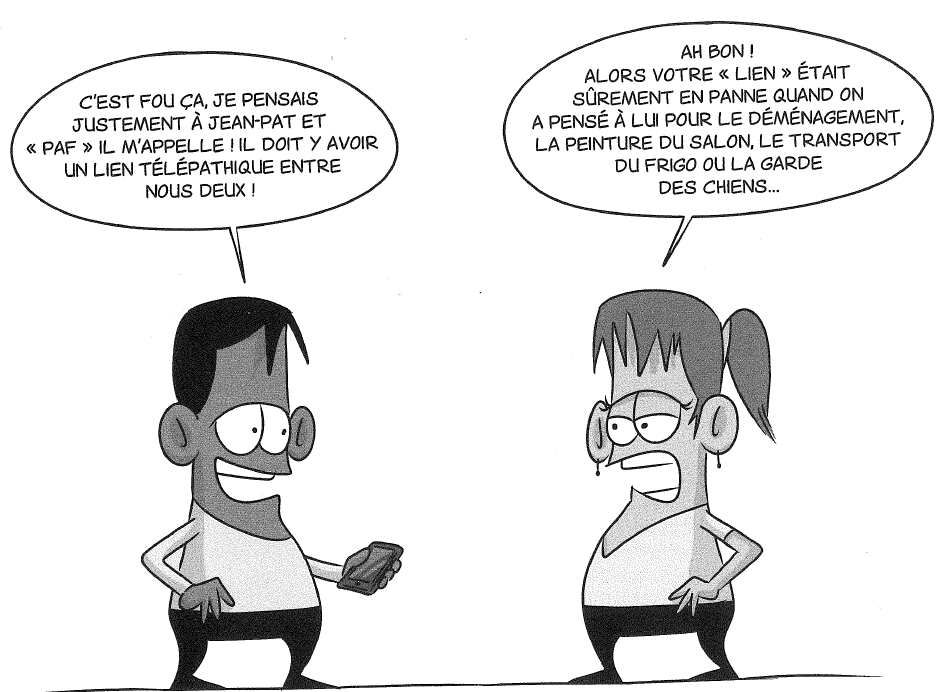 C'EST FOU ÇA, JE PENSAIS
JUSTEMENT À JEAN-PAT ET
« PAF » IL M'APPELLE ! IL DOIT Y AVOIR
UN LIEN TÉLÉPATHIQUE ENTRE
NOUS DEUX !
AH BON !
ALORS VOTRE « LIEN » ÉTAIT
SÛREMENT EN PANNE QUAND ON
A PENSÉ À LUI POUR LE DÉMÉNAGEMENT,
LA PEINTURE DU SALON, LE TRANSPORT
DU FRIGO OU LA GARDE
DES CHIENS...